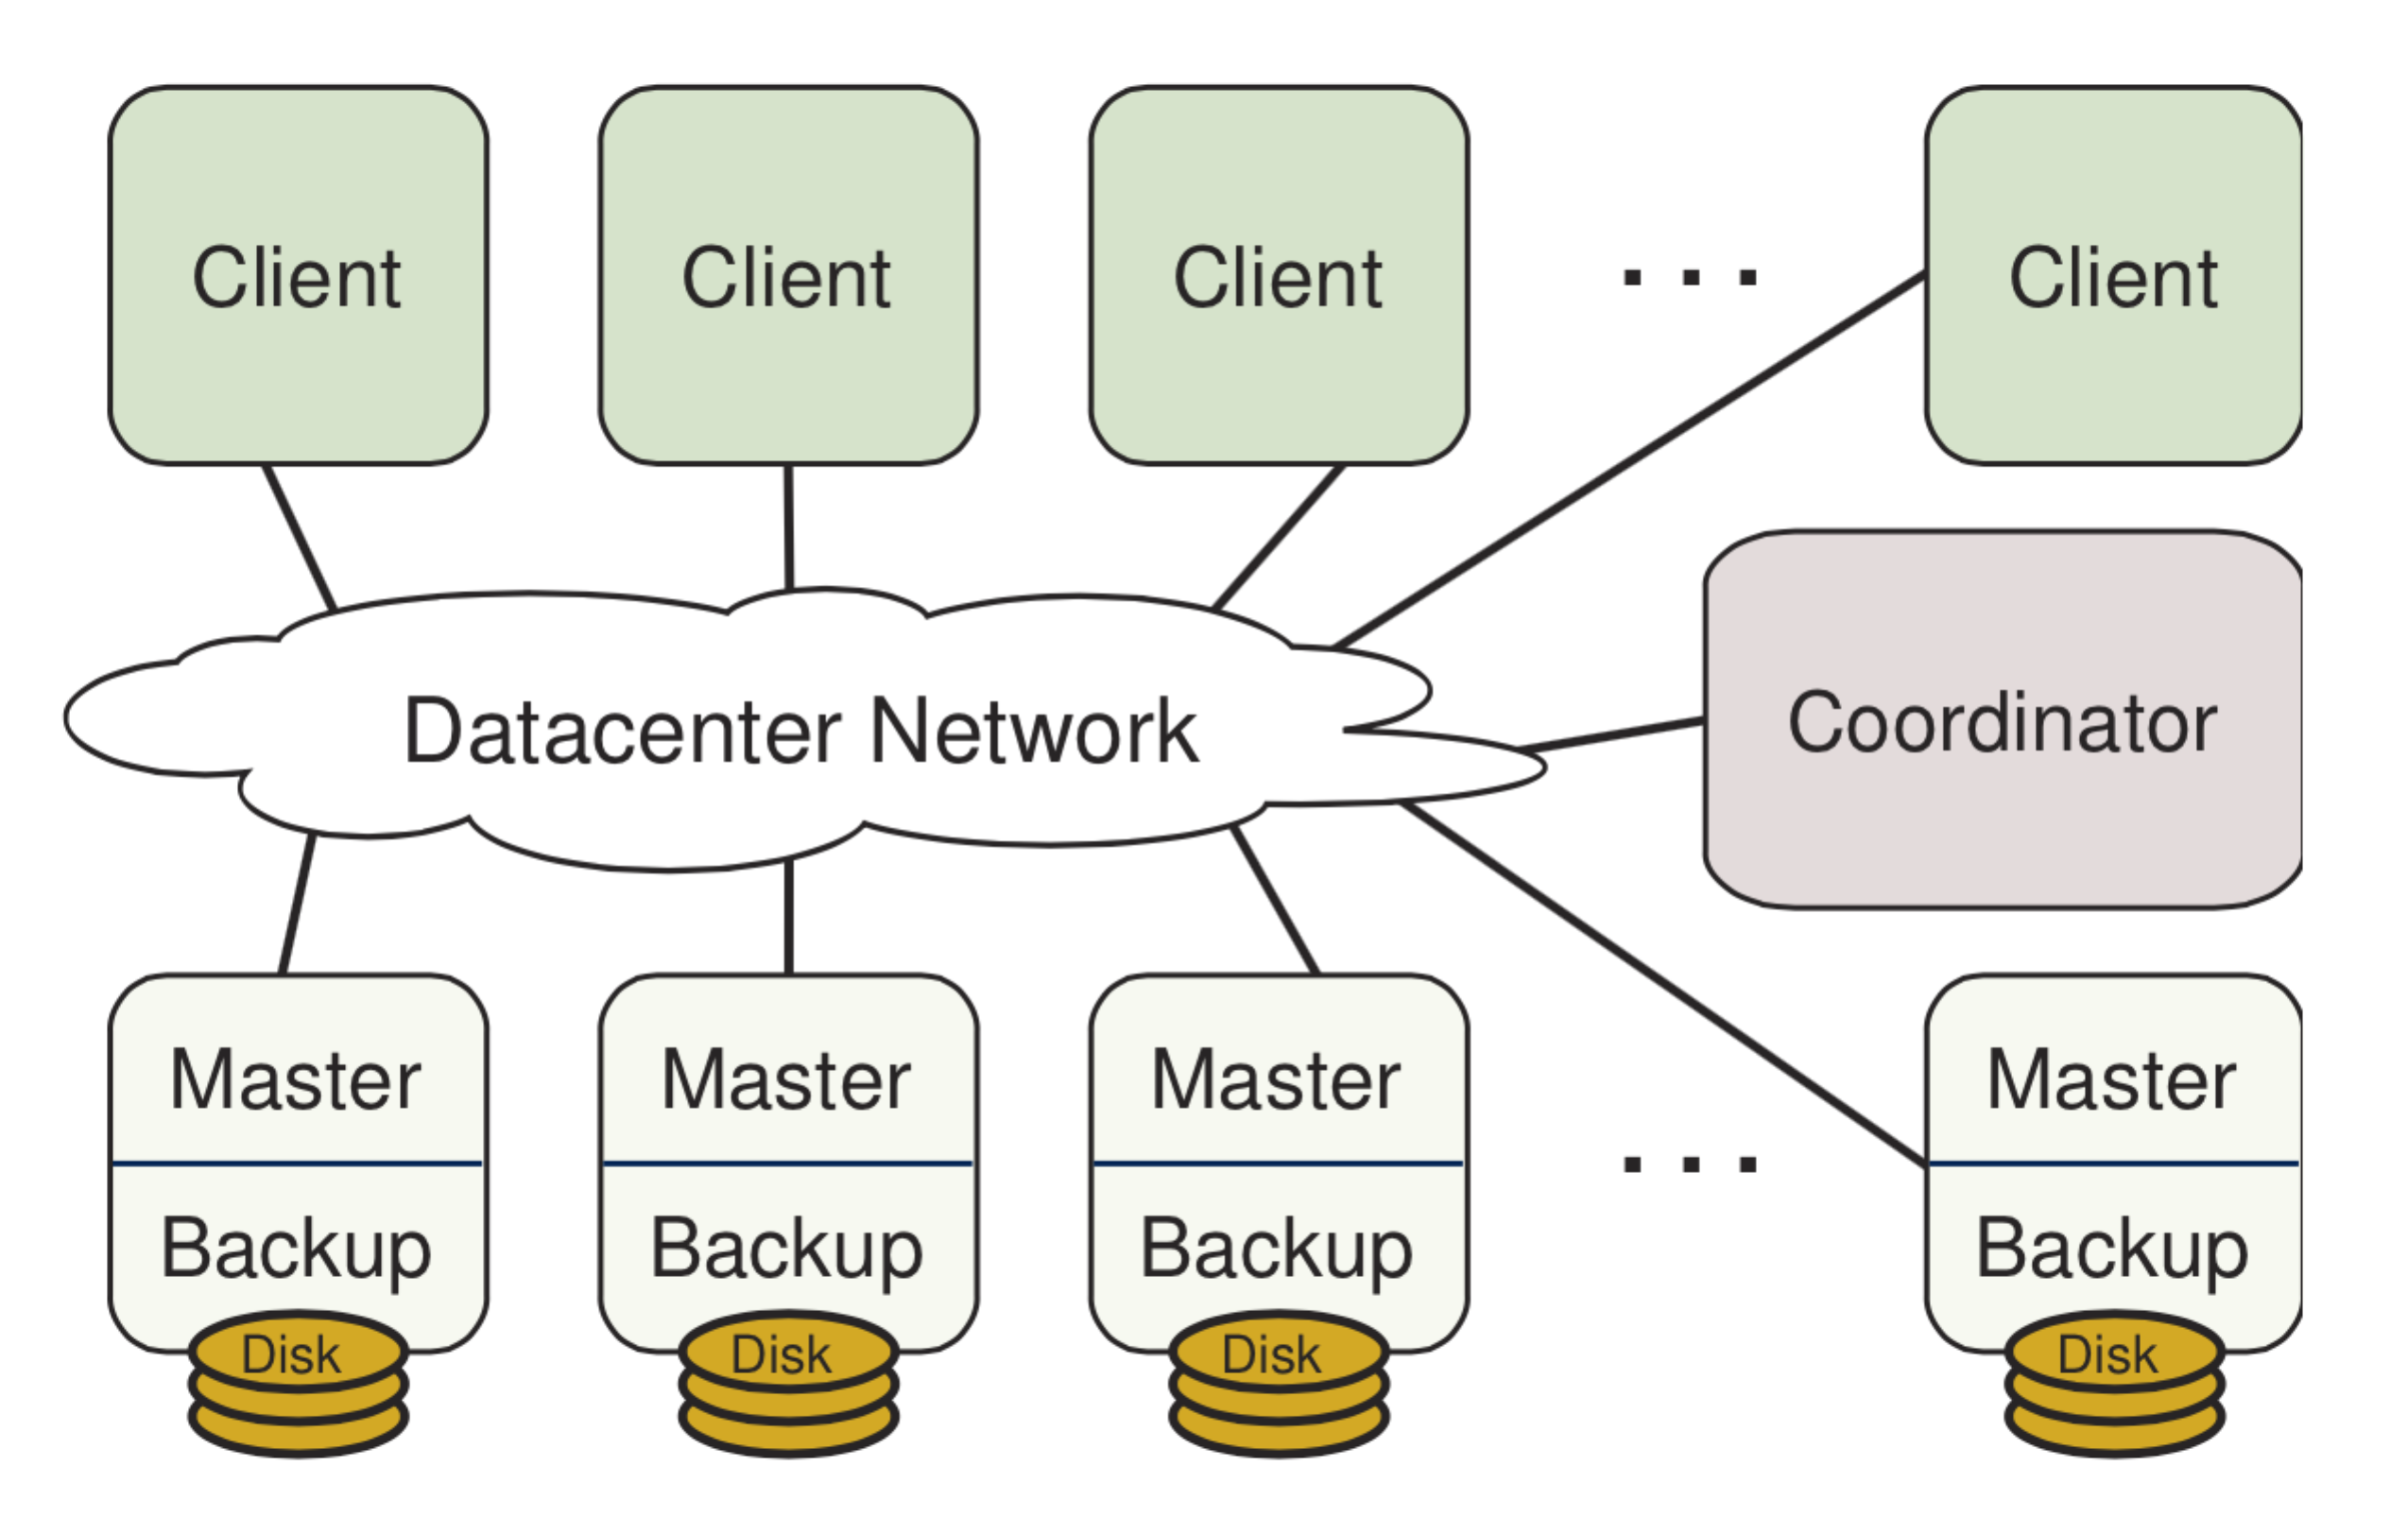 Client
Client
Client
. . .
Client
Datacenter Network
Coordinator
Master
Master
Master
Master
. . .
Backup
Backup
Backup
Backup
Disk
Disk
Disk
Disk